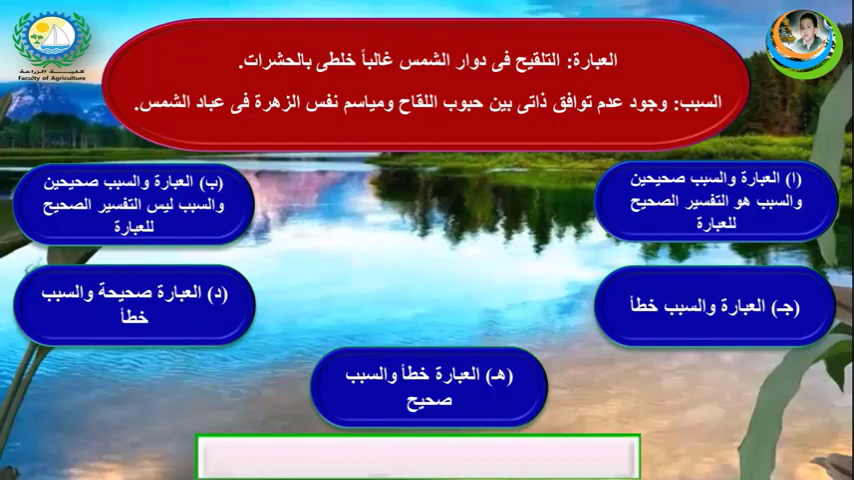 كليـة الزراعـة
Faculty of Agriculture
العبارة: التلقيح فى دوار الشمس غالباً خلطى بالحشرات.
السبب: وجود عدم توافق ذاتى بين حبوب اللقاح ومياسم نفس الزهرة فى عباد الشمس.
(ا) العبارة والسبب صحيحين
والسبب هو التفسير الصحيح
للعبارة
(ب) العبارة والسبب صحيحين
والسبب ليس التفسير الصحيح
للعبارة
(جـ) العبارة والسبب خطأ
(د) العبارة صحيحة والسبب
خطأ
(هـ) العبارة خطأ والسبب
صحيح